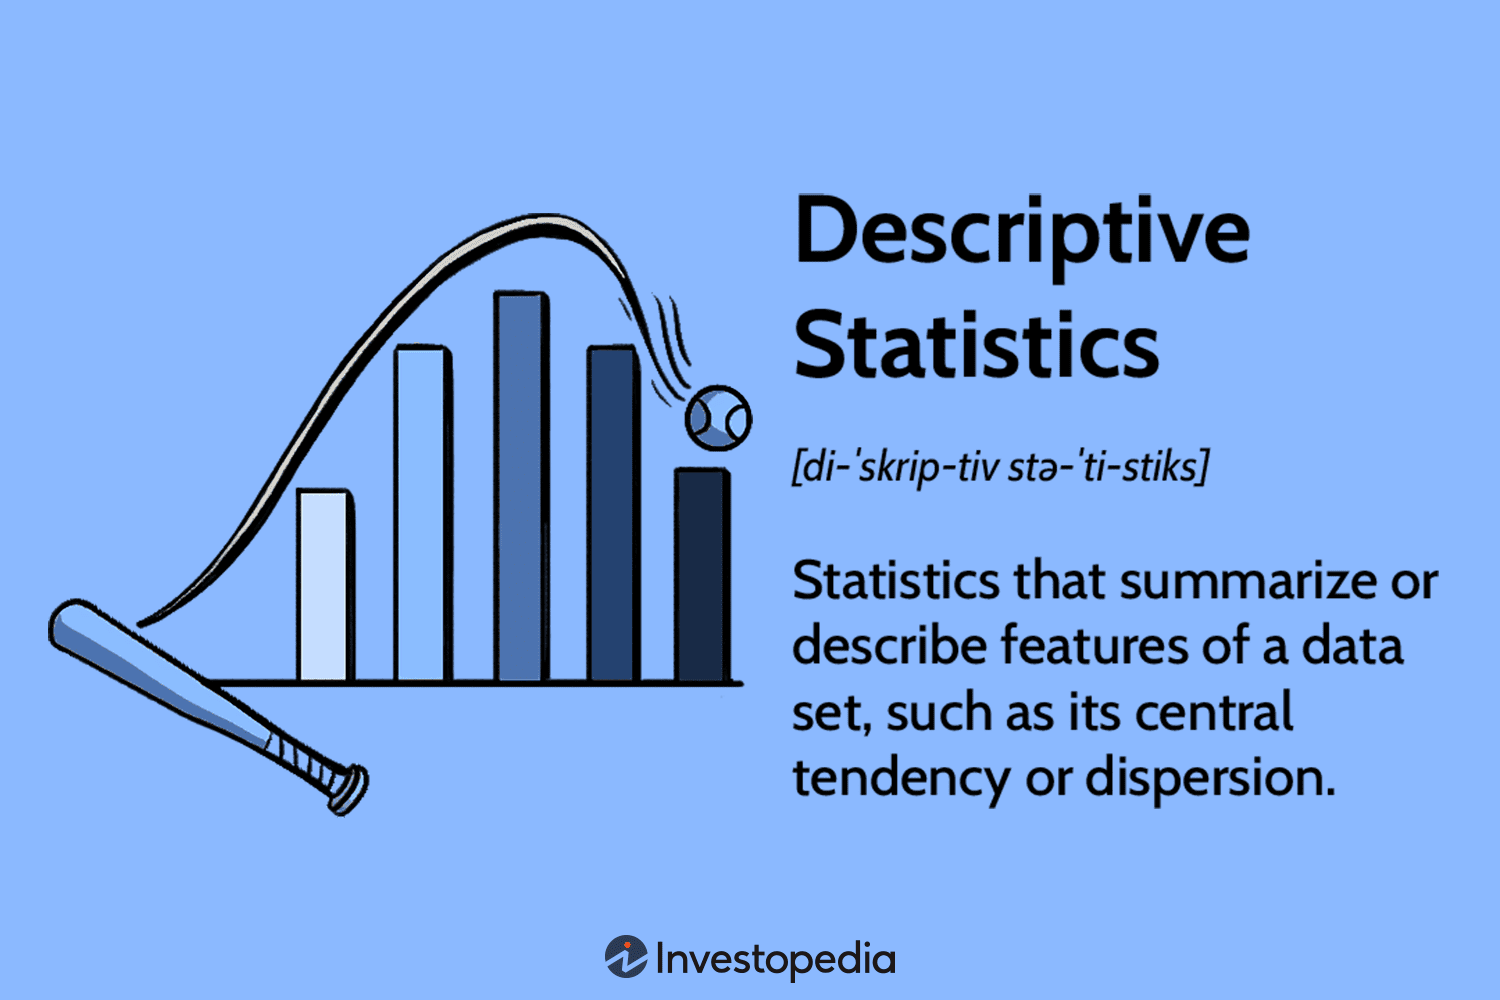 Descriptive
Statistics
[di-ˈskrip-tiv stə-ˈti-stiks]
Statistics that summarize or
describe features of a data
set, such as its central
tendency or dispersion.
Investopedia